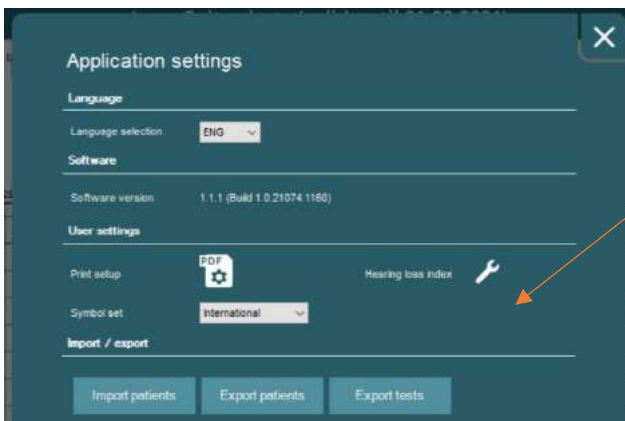 Application settings
Language
Language selection ENG
Software
Software version 1.1.1 (Build 1.0.21074.1160)
User settings
PDF
Print setup Hearing loss index
Symbol set International
Import / export
Import patients Export patients Export tests